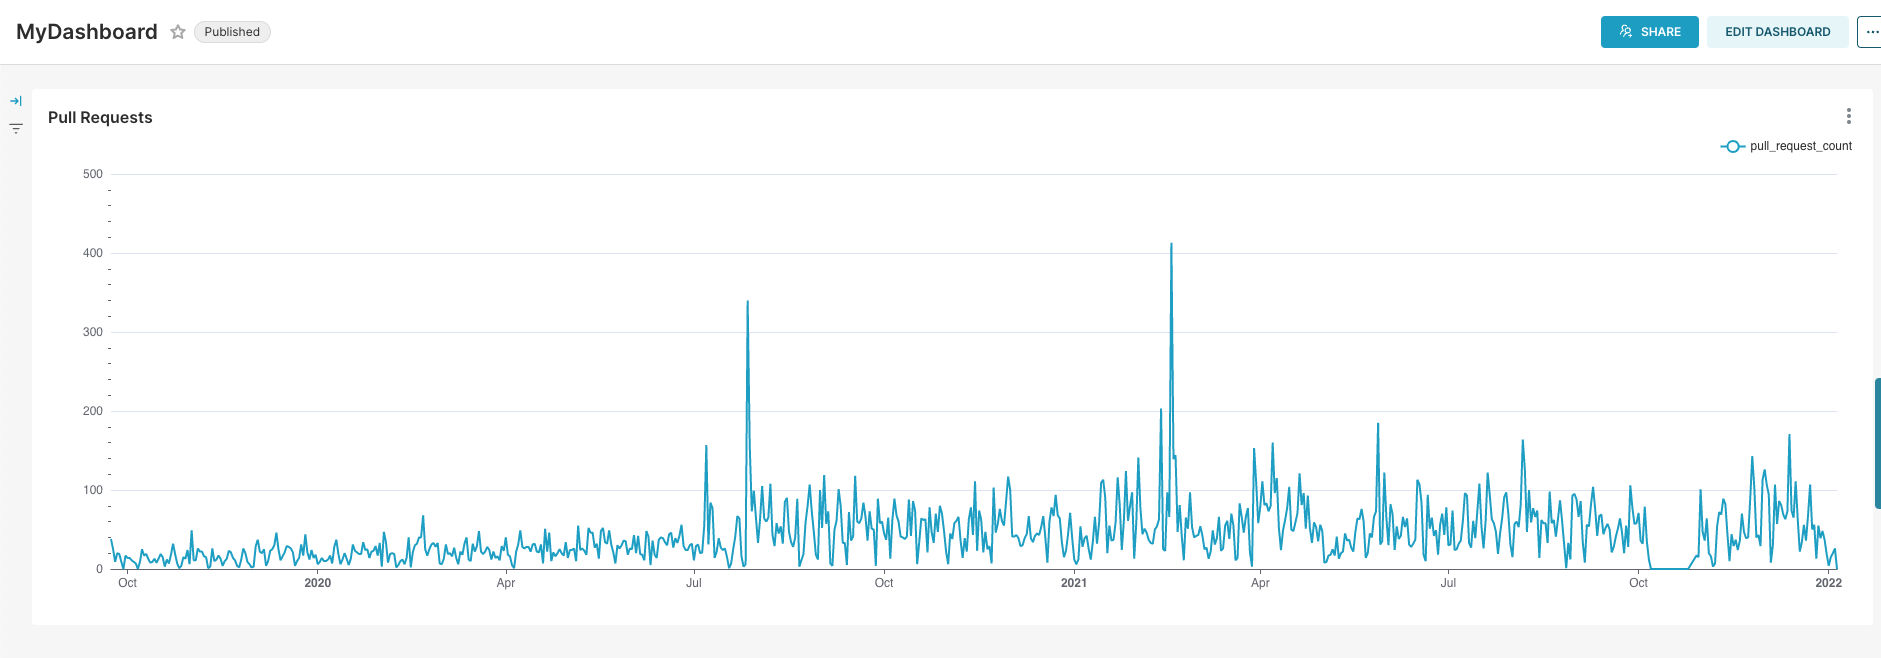 MyDashboard Published SHARE EDIT DASHBOARD ...
Pull Requests
pull_request_count
500
400
300
200
100
0
Oct 2020 Apr Jul Oct 2021 Apr Jul Oct 2022